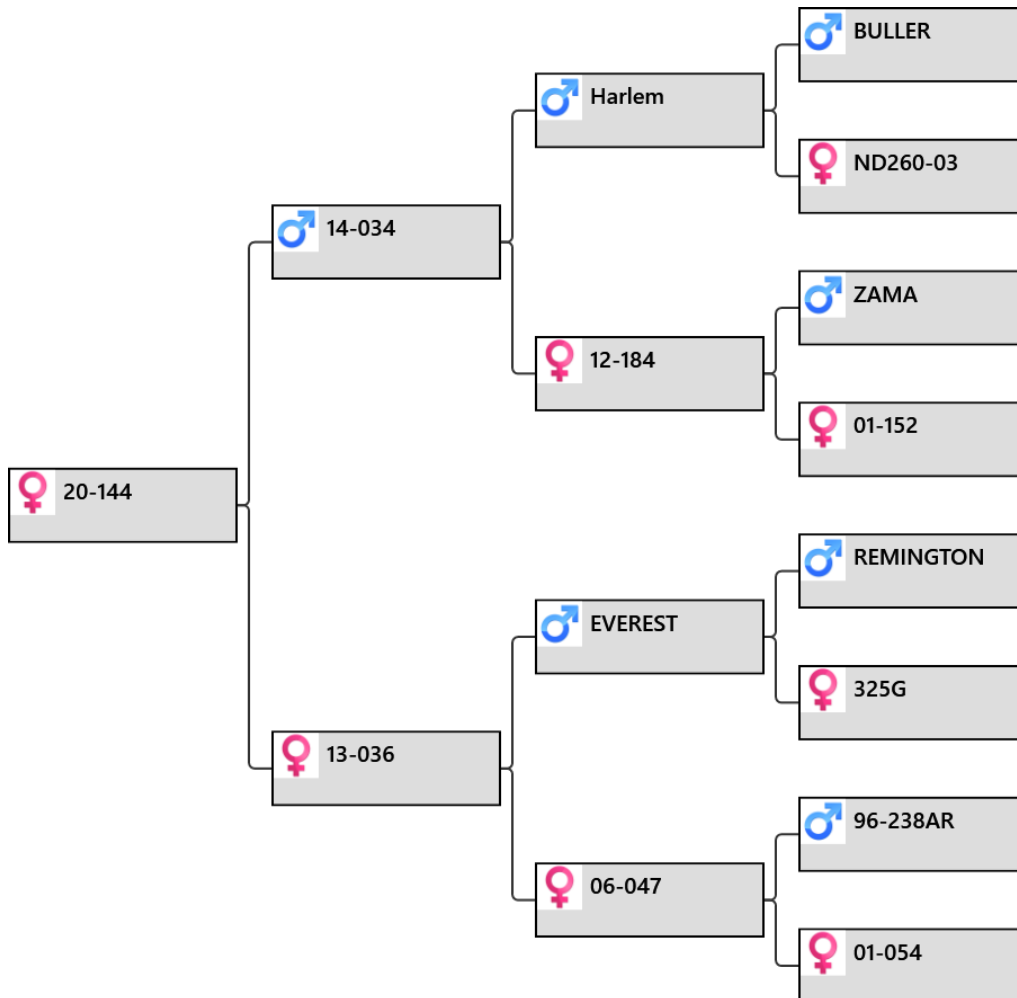 BULLER
Harlem
ND260-03
14-034
ZAMA
12-184
01-152
20-144
REMINGTON
EVEREST
325G
13-036
96-238AR
06-047
01-054